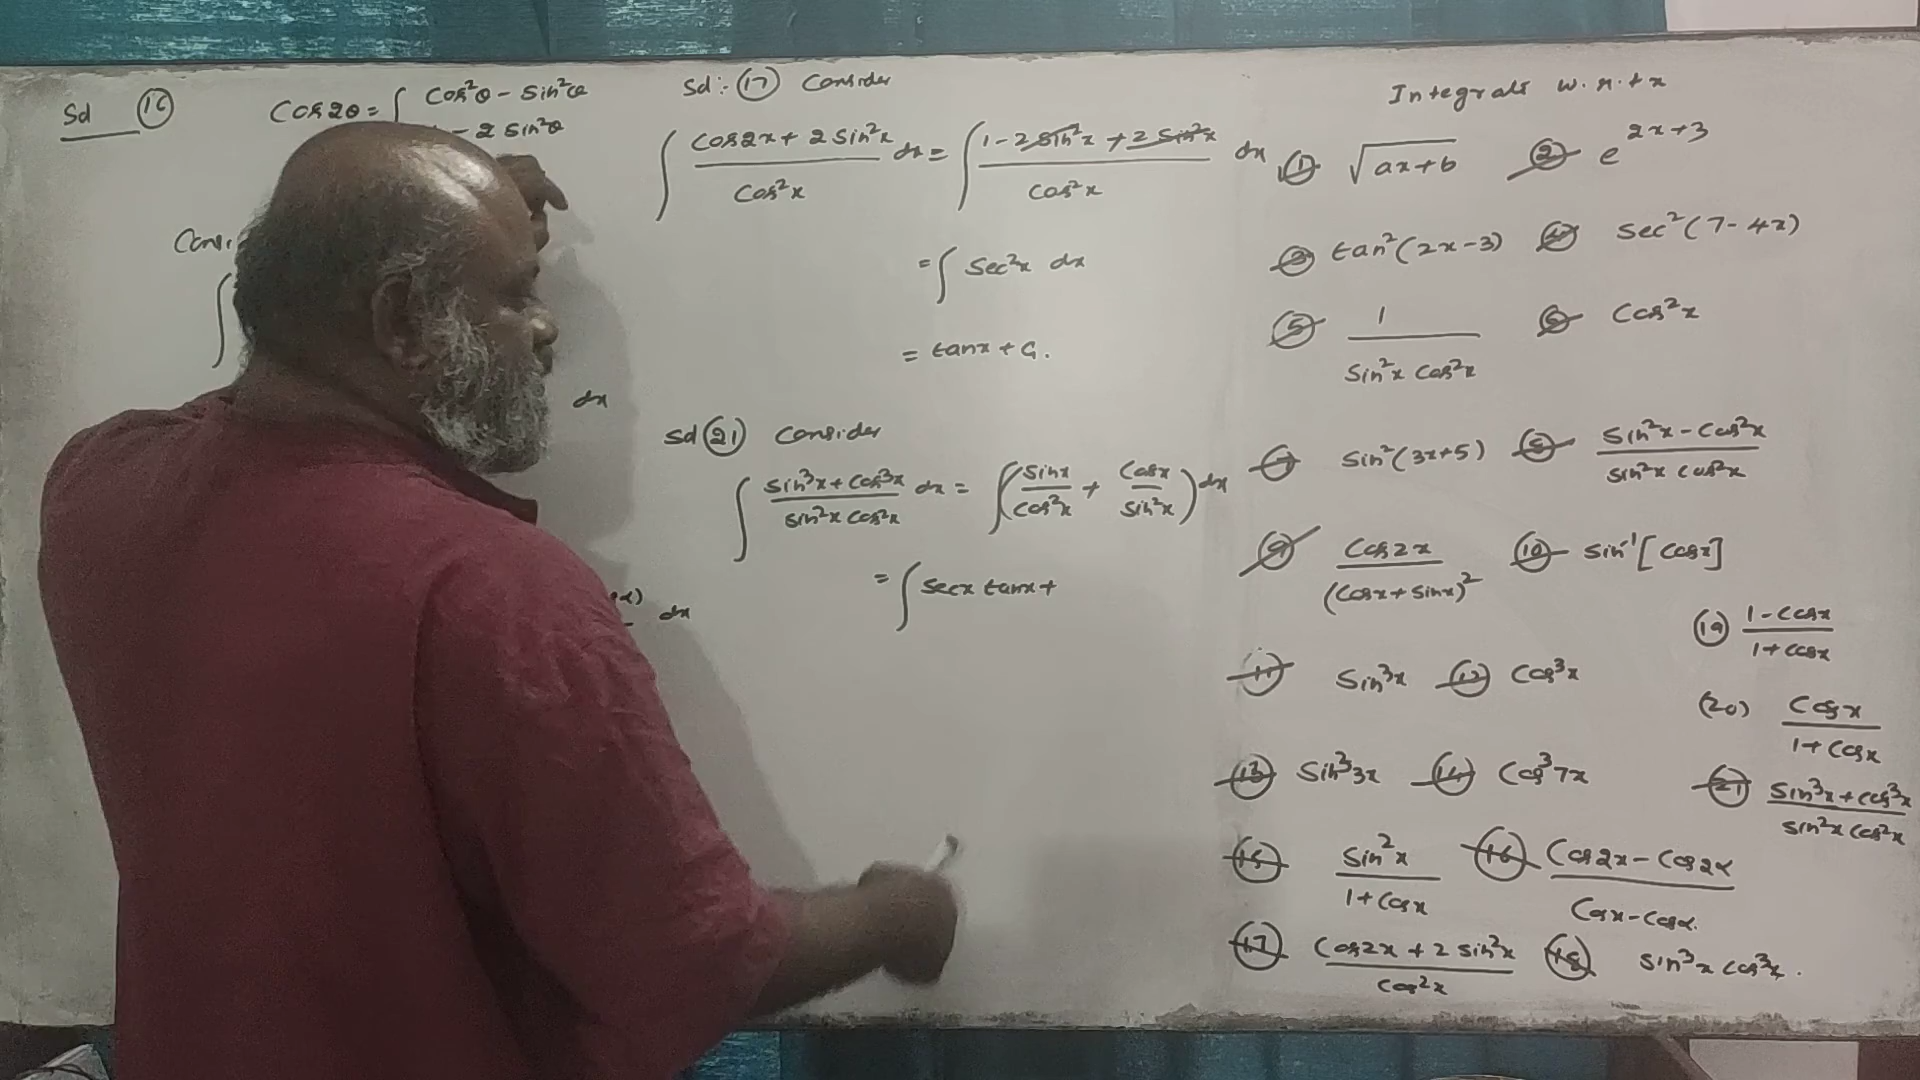 Sd (16)
Cos2θ = { Cos²θ - Sin²θ
- 2 Sin²θ
∫
dx
α)
dx
Sd: (17) Consider
∫ (Cos2x + 2 Sin²x)/(Cos²x) dx = ∫ (1 - 2 Sin²x + 2 Sin²x)/(Cos²x) dx
= ∫ Sec²x dx
= tanx + C.
Sd (21) Consider
∫ (Sin³x + Cos³x)/(Sin²x Cos²x) dx = ∫ (Sinx/Cos²x + Cosx/Sin²x) dx
= ∫ Secx tanx +
Integrals w.r.t x
(1) √(ax+b) (2) e^(2x+3)
(3) tan²(2x-3) (4) Sec²(7-4x)
(5) 1/(Sin²x Cos²x) (6) Cos²x
(7) Sin²(3x+5) (8) (Sin²x - Cos²x)/(Sin²x Cos²x)
(9) Cos2x/(Cosx + Sinx)² (10) Sin⁻¹[Cosx]
(11) Sin³x (12) Cos³x
(13) Sin³3x (14) Cos³7x
(15) Sin²x/(1+Cosx) (16) (Cos2x - Cos2α)/(Cosx - Cosα).
(17) (Cos2x + 2 Sin²x)/(Cos²x) (18) Sin³x Cos³x.
(19) (1-Cosx)/(1+Cosx)
(20) Cosx/(1+Cosx)
(21) (Sin³x + Cos³x)/(Sin²x Cos²x)